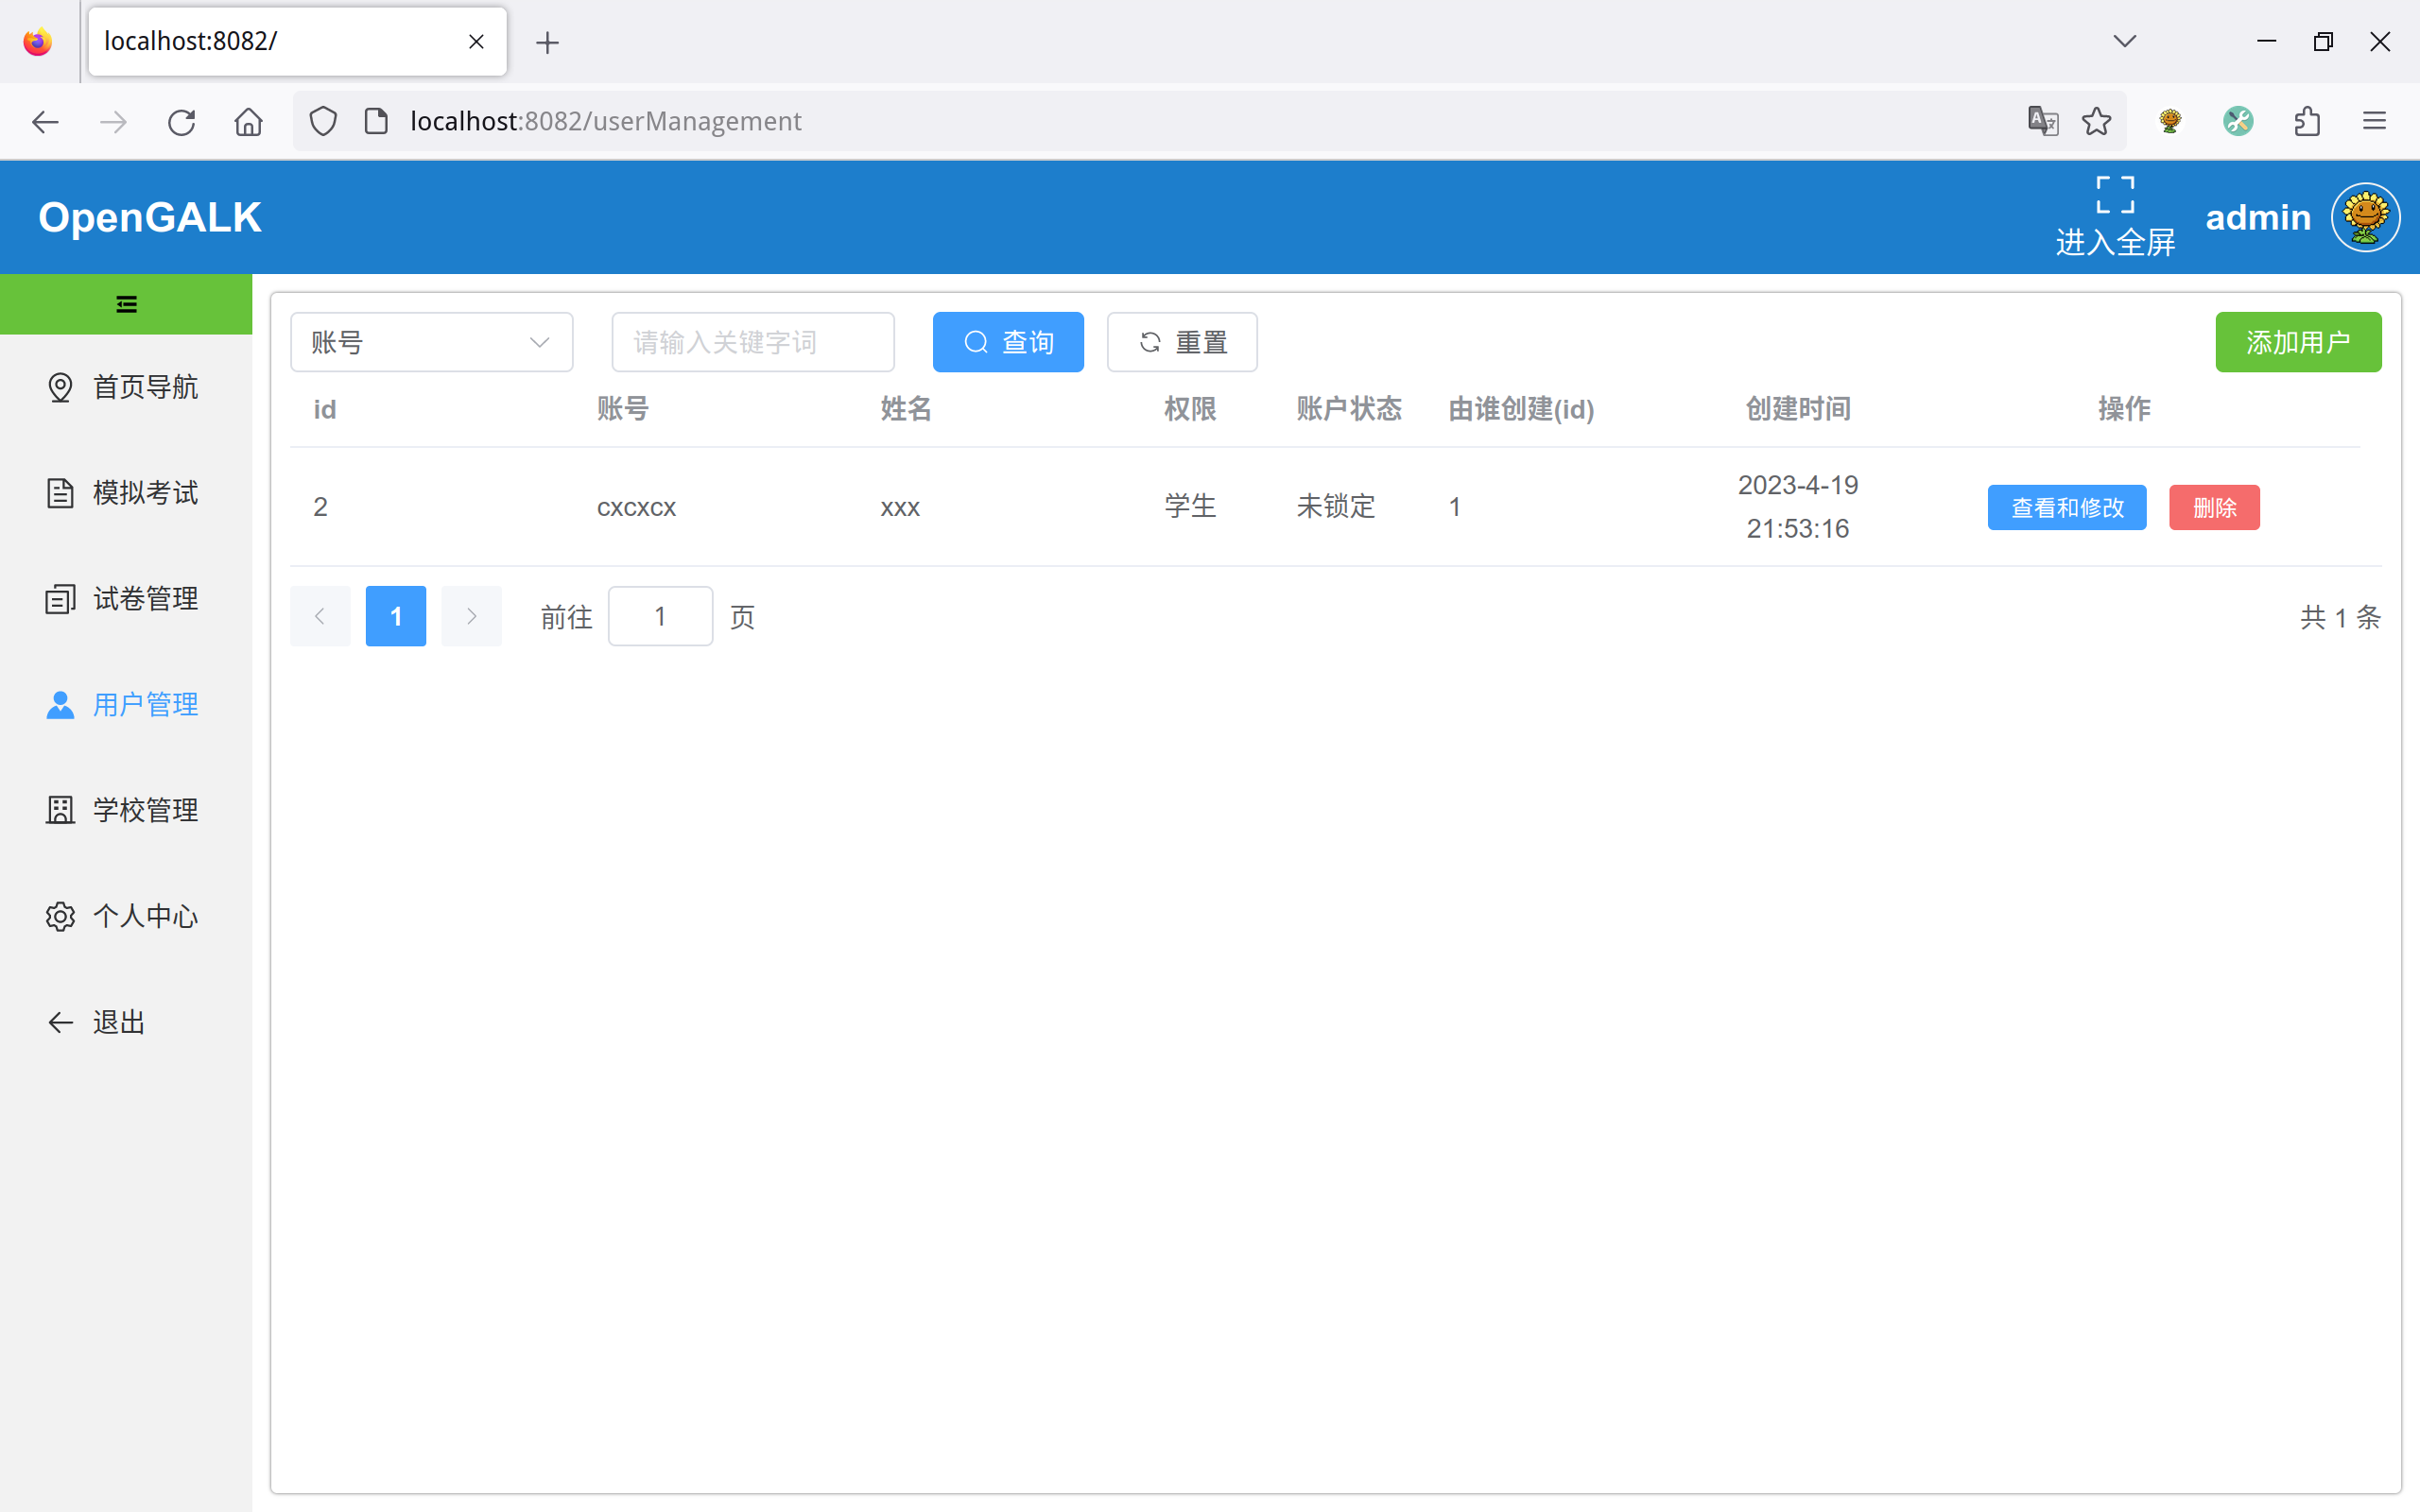 localhost:8082/
localhost:8082/userManagement
OpenGALK
进入全屏
admin
首页导航
模拟考试
试卷管理
用户管理
学校管理
个人中心
退出
账号 请输入关键字词 查询 重置 添加用户
id 账号 姓名 权限 账户状态 由谁创建(id) 创建时间 操作
2 cxcxcx xxx 学生 未锁定 1 2023-4-19 21:53:16 查看和修改 删除
1 前往 1 页 共 1 条